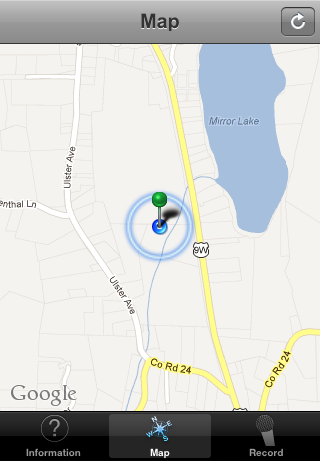 Map
Mirror Lake
Ulster Ave
enthal Ln
9W
Ulster Ave
Co Rd 24
Co Rd 24
Google
N
W
E
S
?
Information
Map
Record